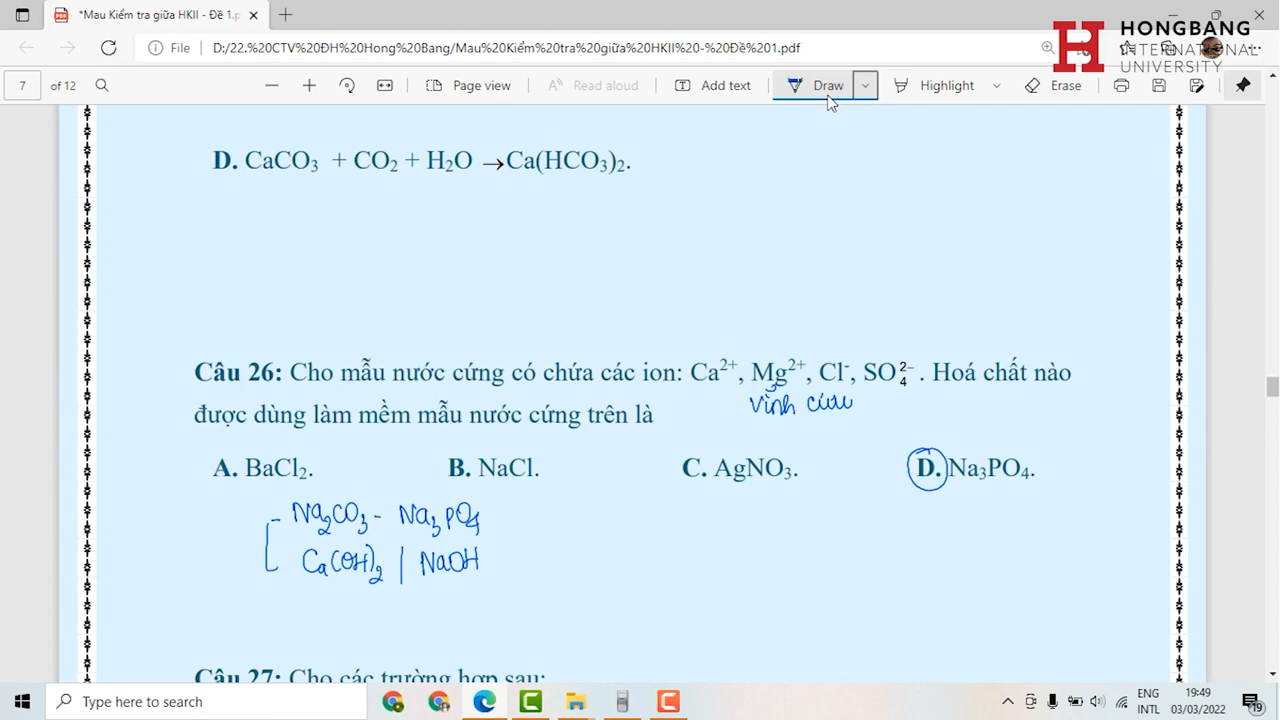 *Mau Kiểm tra giữa HKII - Đề 1.p
HONGBANG
INTERNATIONAL
UNIVERSITY
File
D:/22.%20CTV%20ĐH%20Hong%20Bang/Mau%20Kiểm%20tra%20giữa%20HKII%20-%20Đề%201.pdf
7 of 12
Page view
Read aloud
Add text
Draw
Highlight
Erase
D. CaCO₃ + CO₂ + H₂O →Ca(HCO₃)₂.
Câu 26: Cho mẫu nước cứng có chứa các ion: Ca²⁺, Mg²⁺, Cl⁻, SO₄²⁻. Hoá chất nào
vĩnh cửu
được dùng làm mềm mẫu nước cứng trên là
A. BaCl₂. B. NaCl. C. AgNO₃. D. Na₃PO₄.
Na₂CO₃ - Na₃PO₄
Ca(OH)₂ | NaOH
Câu 27: Cho các trường hợp sau:
Type here to search
ENG
INTL
19:49
03/03/2022
19